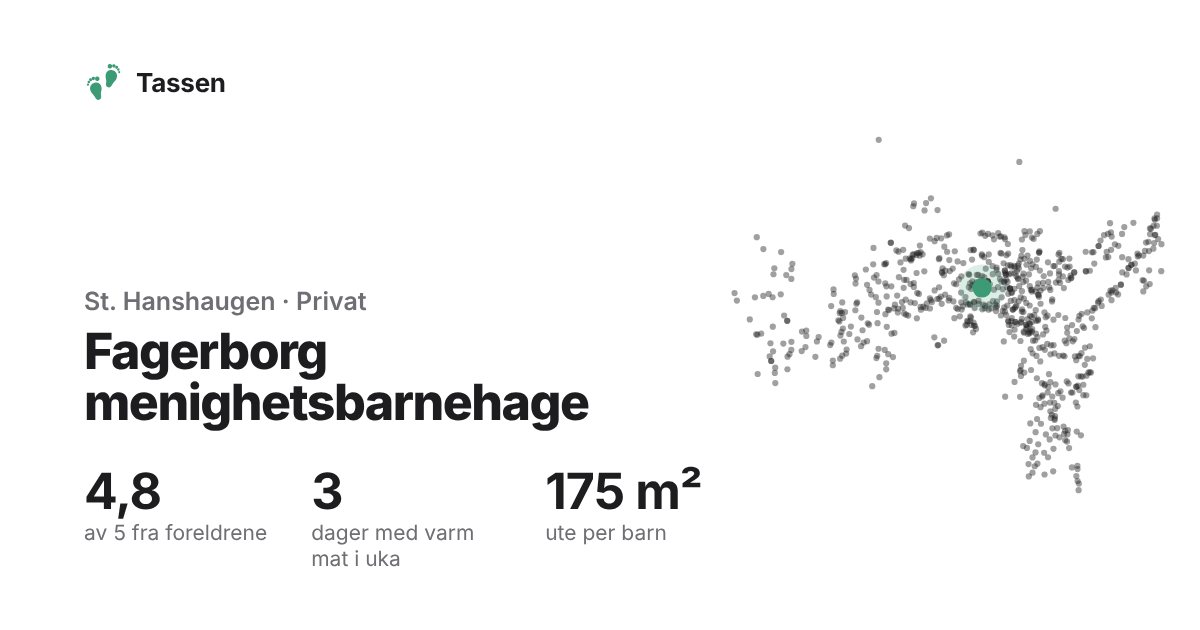 Tassen
St. Hanshaugen · Privat
Fagerborg
menighetsbarnehage
4,8
av 5 fra foreldrene
3
dager med varm
mat i uka
175 m²
ute per barn